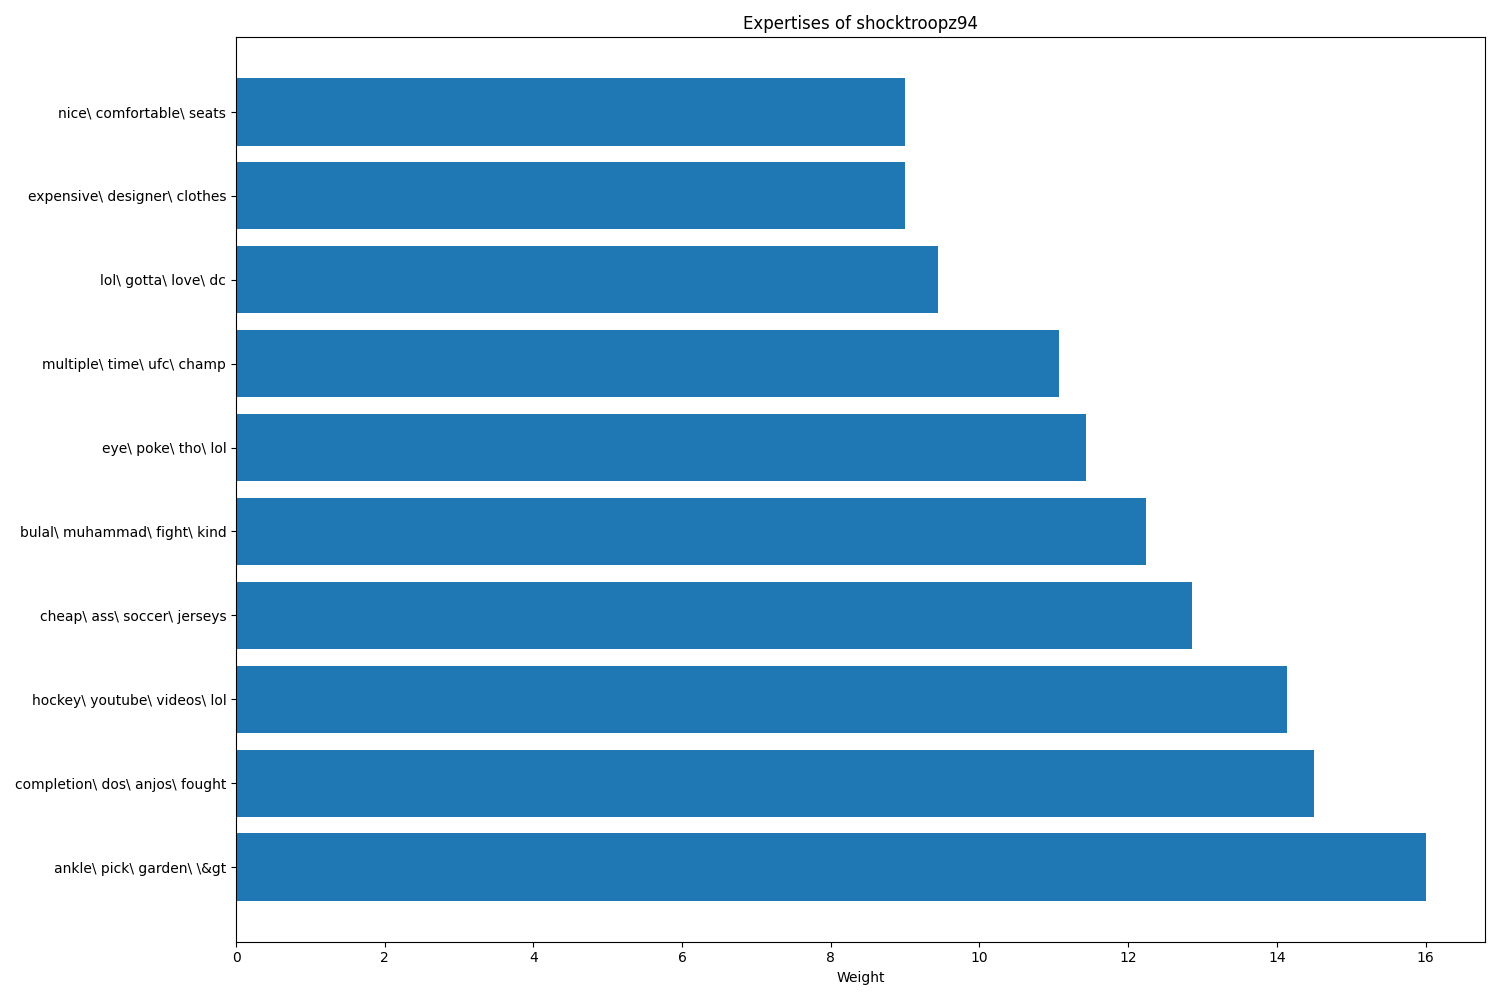 Expertises of shocktroopz94
nice\ comfortable\ seats
expensive\ designer\ clothes
lol\ gotta\ love\ dc
multiple\ time\ ufc\ champ
eye\ poke\ tho\ lol
bulal\ muhammad\ fight\ kind
cheap\ ass\ soccer\ jerseys
hockey\ youtube\ videos\ lol
completion\ dos\ anjos\ fought
ankle\ pick\ garden\ \&gt
0 2 4 6 8 10 12 14 16
Weight